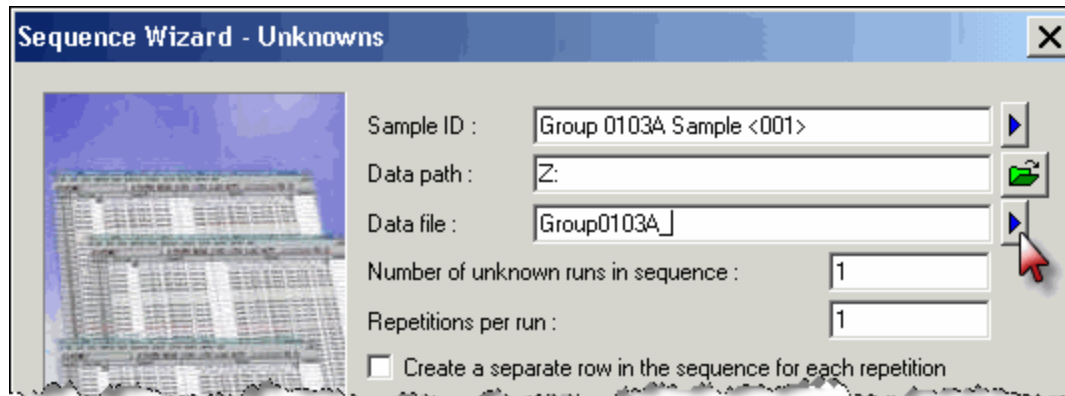 Sequence Wizard - Unknowns
Sample ID : Group 0103A Sample <001>
Data path : Z:
Data file : Group0103A_
Number of unknown runs in sequence : 1
Repetitions per run : 1
Create a separate row in the sequence for each repetition